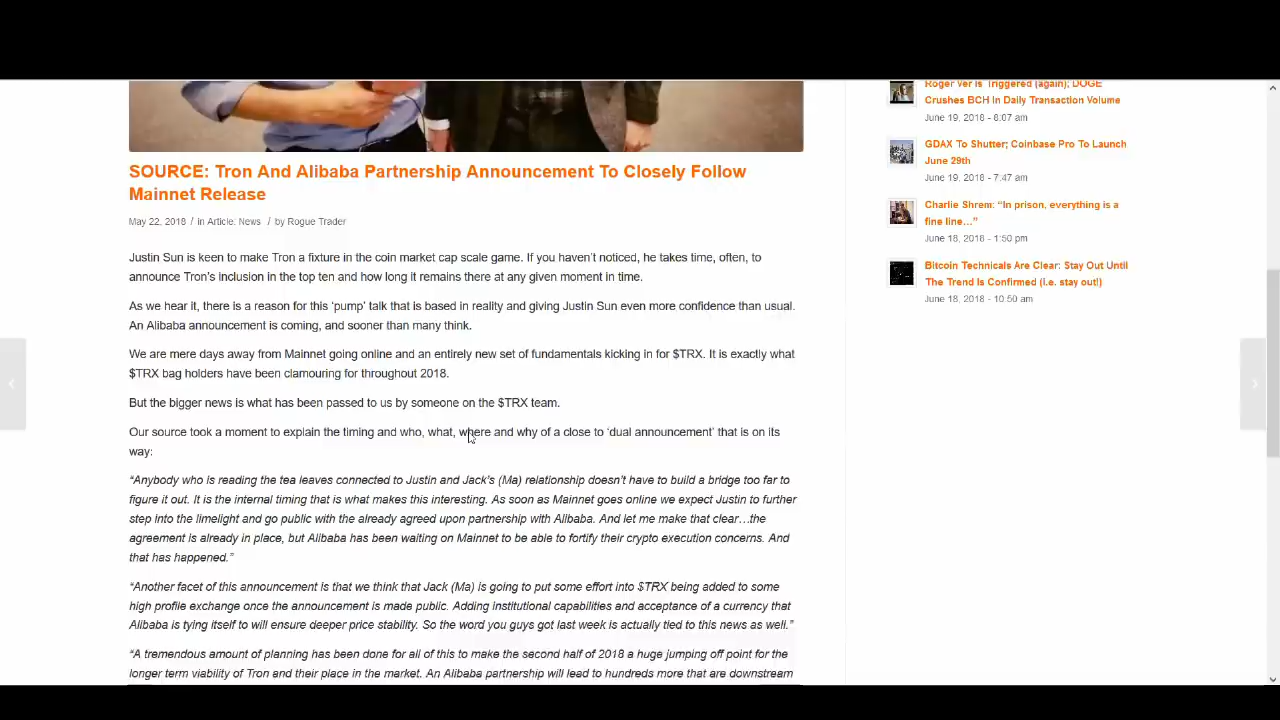 SOURCE: Tron And Alibaba Partnership Announcement To Closely Follow
Mainnet Release
May 22, 2018 / in Article: News / by Rogue Trader
Justin Sun is keen to make Tron a fixture in the coin market cap scale game. If you haven't noticed, he takes time, often, to
announce Tron's inclusion in the top ten and how long it remains there at any given moment in time.
As we hear it, there is a reason for this 'pump' talk that is based in reality and giving Justin Sun even more confidence than usual.
An Alibaba announcement is coming, and sooner than many think.
We are mere days away from Mainnet going online and an entirely new set of fundamentals kicking in for $TRX. It is exactly what
$TRX bag holders have been clamouring for throughout 2018.
But the bigger news is what has been passed to us by someone on the $TRX team.
Our source took a moment to explain the timing and who, what, where and why of a close to 'dual announcement' that is on its
way:
“Anybody who is reading the tea leaves connected to Justin and Jack's (Ma) relationship doesn't have to build a bridge too far to
figure it out. It is the internal timing that is what makes this interesting. As soon as Mainnet goes online we expect Justin to further
step into the limelight and go public with the already agreed upon partnership with Alibaba. And let me make that clear…the
agreement is already in place, but Alibaba has been waiting on Mainnet to be able to fortify their crypto execution concerns. And
that has happened.”
“Another facet of this announcement is that we think that Jack (Ma) is going to put some effort into $TRX being added to some
high profile exchange once the announcement is made public. Adding institutional capabilities and acceptance of a currency that
Alibaba is tying itself to will ensure deeper price stability. So the word you guys got last week is actually tied to this news as well.”
“A tremendous amount of planning has been done for all of this to make the second half of 2018 a huge jumping off point for the
longer term viability of Tron and their place in the market. An Alibaba partnership will lead to hundreds more that are downstream
Roger Ver is Triggered (again); DOGE
Crushes BCH In Daily Transaction Volume
June 19, 2018 - 8:07 am
GDAX To Shutter; Coinbase Pro To Launch
June 29th
June 19, 2018 - 7:47 am
Charlie Shrem: “In prison, everything is a
fine line…”
June 18, 2018 - 1:50 pm
Bitcoin Technicals Are Clear: Stay Out Until
The Trend Is Confirmed (i.e. stay out!)
June 18, 2018 - 10:50 am